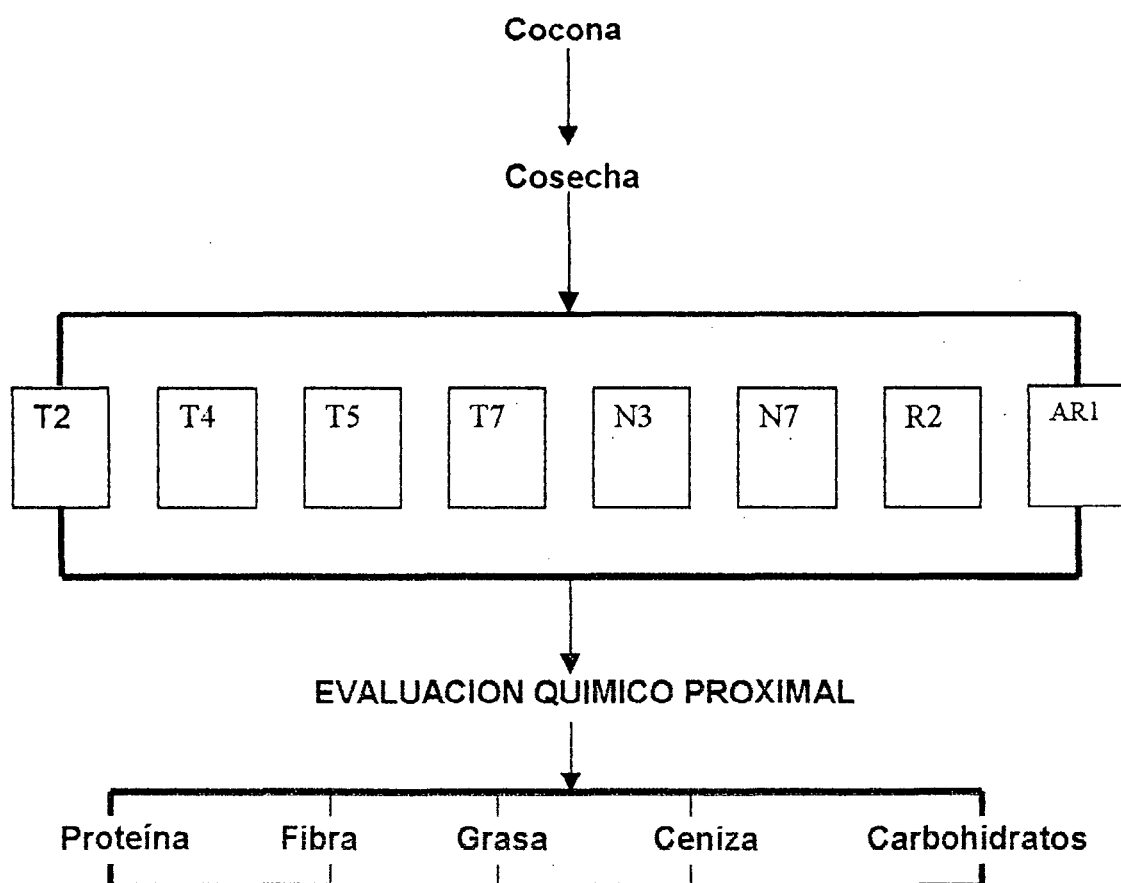 Cocona
Cosecha
T2 T4 T5 T7 N3 N7 R2 AR1
EVALUACION QUIMICO PROXIMAL
Proteína Fibra Grasa Ceniza Carbohidratos